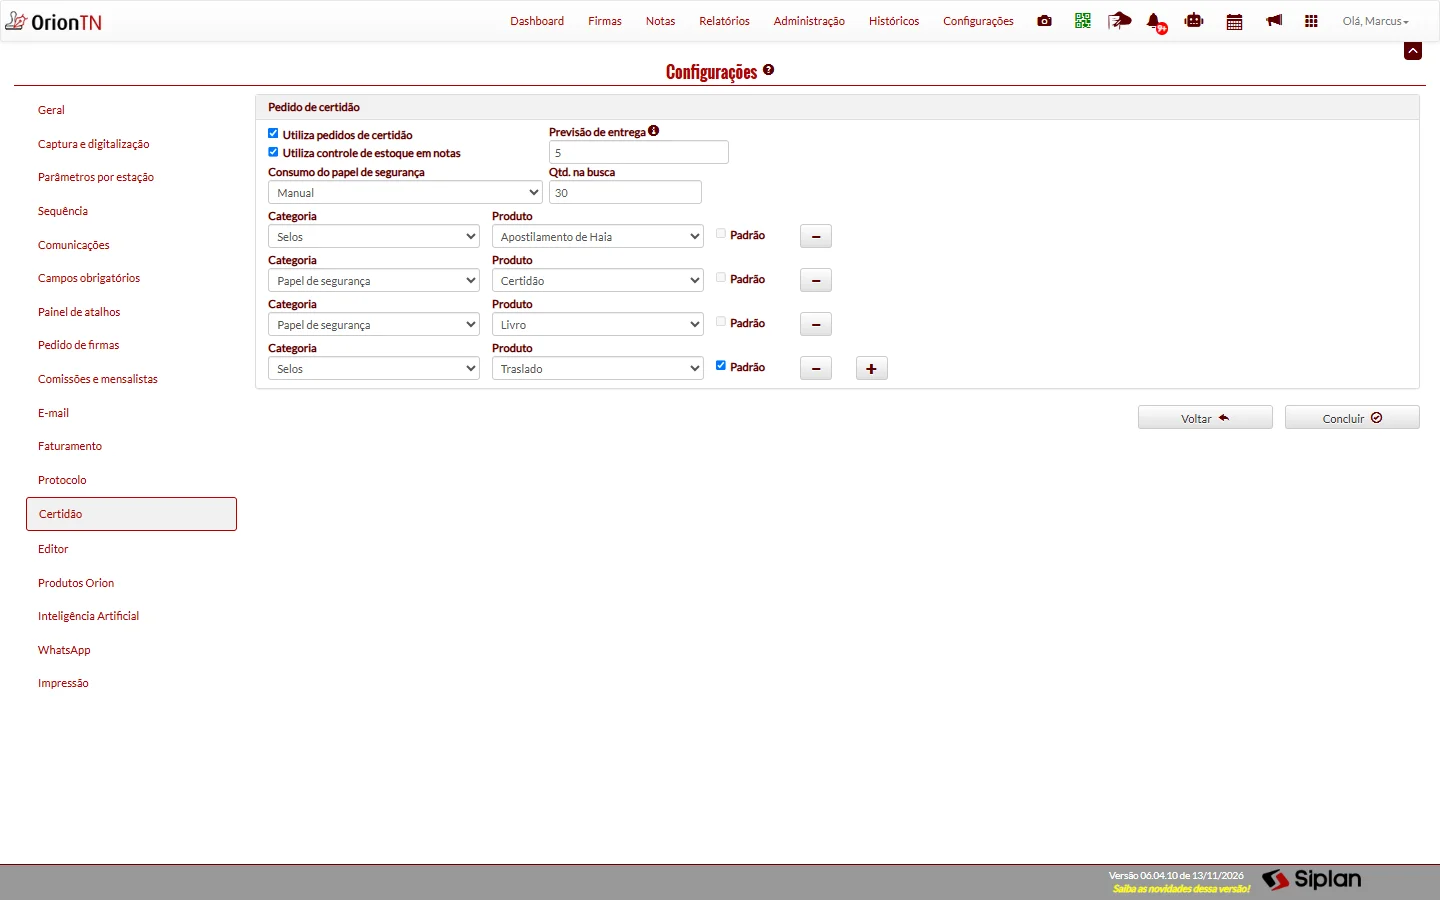 OrionTN
Dashboard
Firmas
Notas
Relatórios
Administração
Históricos
Configurações
9+
Olá, Marcus
Configurações
Geral
Captura e digitalização
Parâmetros por estação
Sequência
Comunicações
Campos obrigatórios
Painel de atalhos
Pedido de firmas
Comissões e mensalistas
E-mail
Faturamento
Protocolo
Certidão
Editor
Produtos Orion
Inteligência Artificial
WhatsApp
Impressão
Pedido de certidão
Utiliza pedidos de certidão
Utiliza controle de estoque em notas
Previsão de entrega
5
Consumo do papel de segurança
Manual
Qtd. na busca
30
Categoria
Produto
Selos
Apostilamento de Haia
Padrão
Categoria
Produto
Papel de segurança
Certidão
Padrão
Categoria
Produto
Papel de segurança
Livro
Padrão
Categoria
Produto
Selos
Traslado
Padrão
Voltar
Concluir
Versão 06.04.10 de 13/11/2026
Saiba as novidades dessa versão!
Siplan